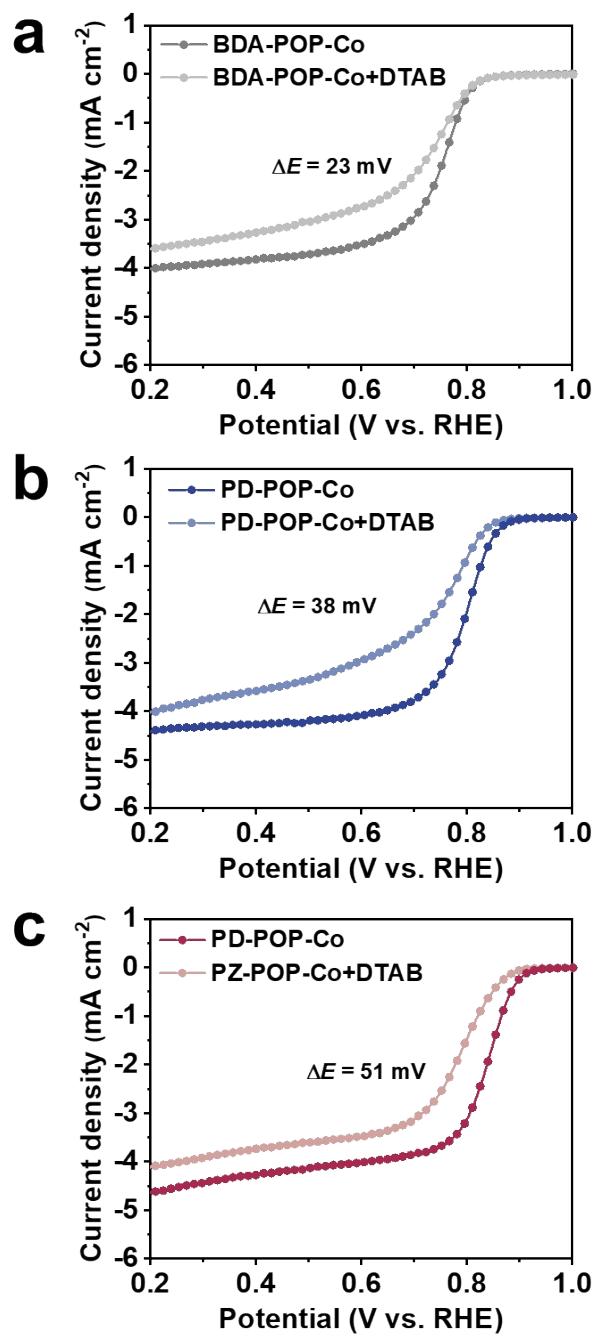 a
BDA-POP-Co
BDA-POP-Co+DTAB
ΔE = 23 mV
Current density (mA cm-2)
1
0
-1
-2
-3
-4
-5
-6
0.2 0.4 0.6 0.8 1.0
Potential (V vs. RHE)
b
PD-POP-Co
PD-POP-Co+DTAB
ΔE = 38 mV
Current density (mA cm-2)
1
0
-1
-2
-3
-4
-5
-6
0.2 0.4 0.6 0.8 1.0
Potential (V vs. RHE)
c
PD-POP-Co
PZ-POP-Co+DTAB
ΔE = 51 mV
Current density (mA cm-2)
1
0
-1
-2
-3
-4
-5
-6
0.2 0.4 0.6 0.8 1.0
Potential (V vs. RHE)